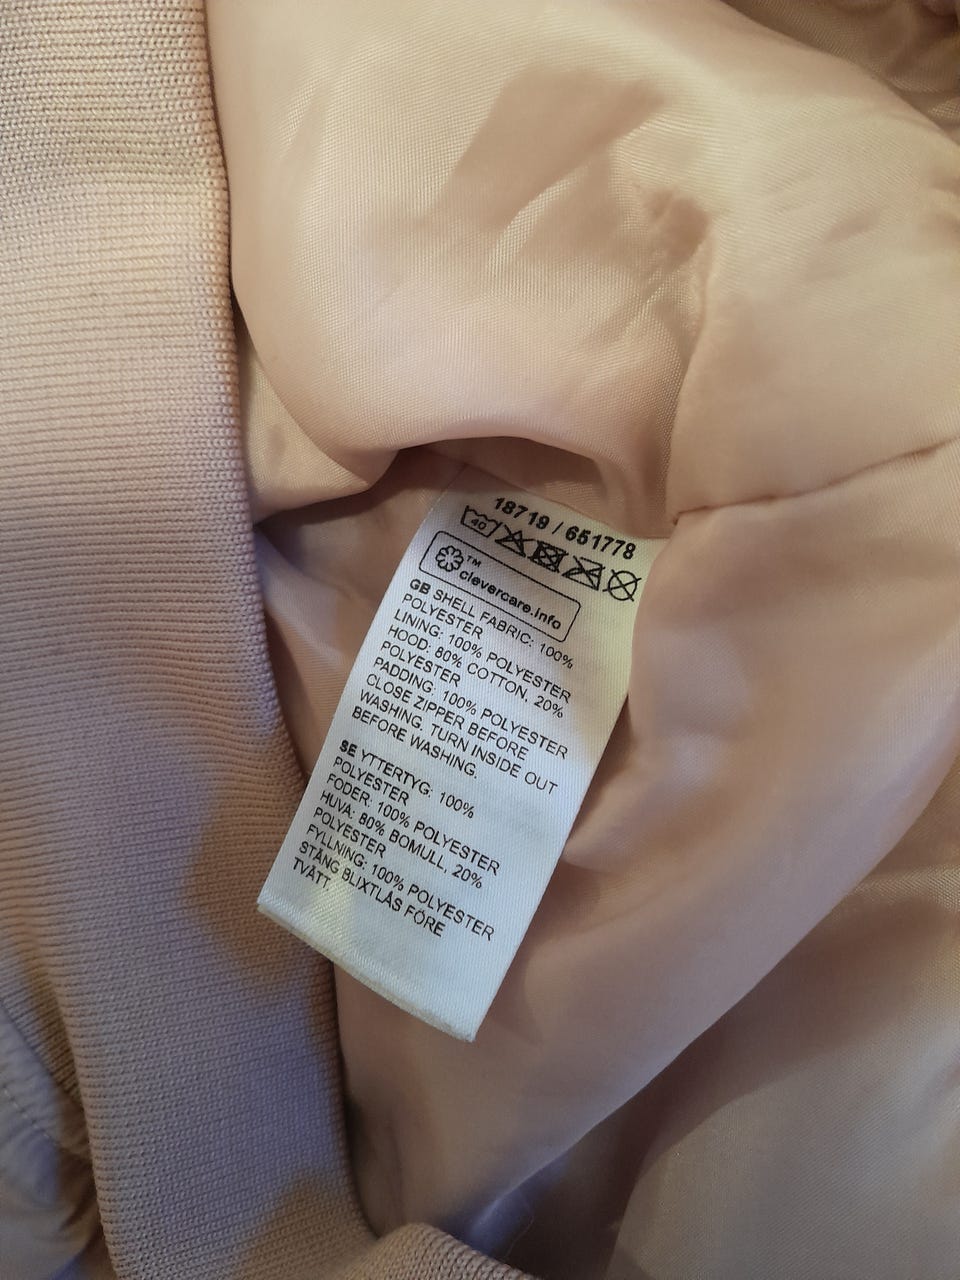 18719 / 651778
40
™
clevercare.info
GB SHELL FABRIC: 100%
POLYESTER
LINING: 100% POLYESTER
HOOD: 80% COTTON, 20%
POLYESTER
PADDING: 100% POLYESTER
CLOSE ZIPPER BEFORE
WASHING. TURN INSIDE OUT
BEFORE WASHING.
SE YTTERTYG: 100%
POLYESTER
FODER: 100% POLYESTER
HUVA: 80% BOMULL, 20%
POLYESTER
FYLLNING: 100% POLYESTER
STÄNG BLIXTLÅS FÖRE
TVÄTT.